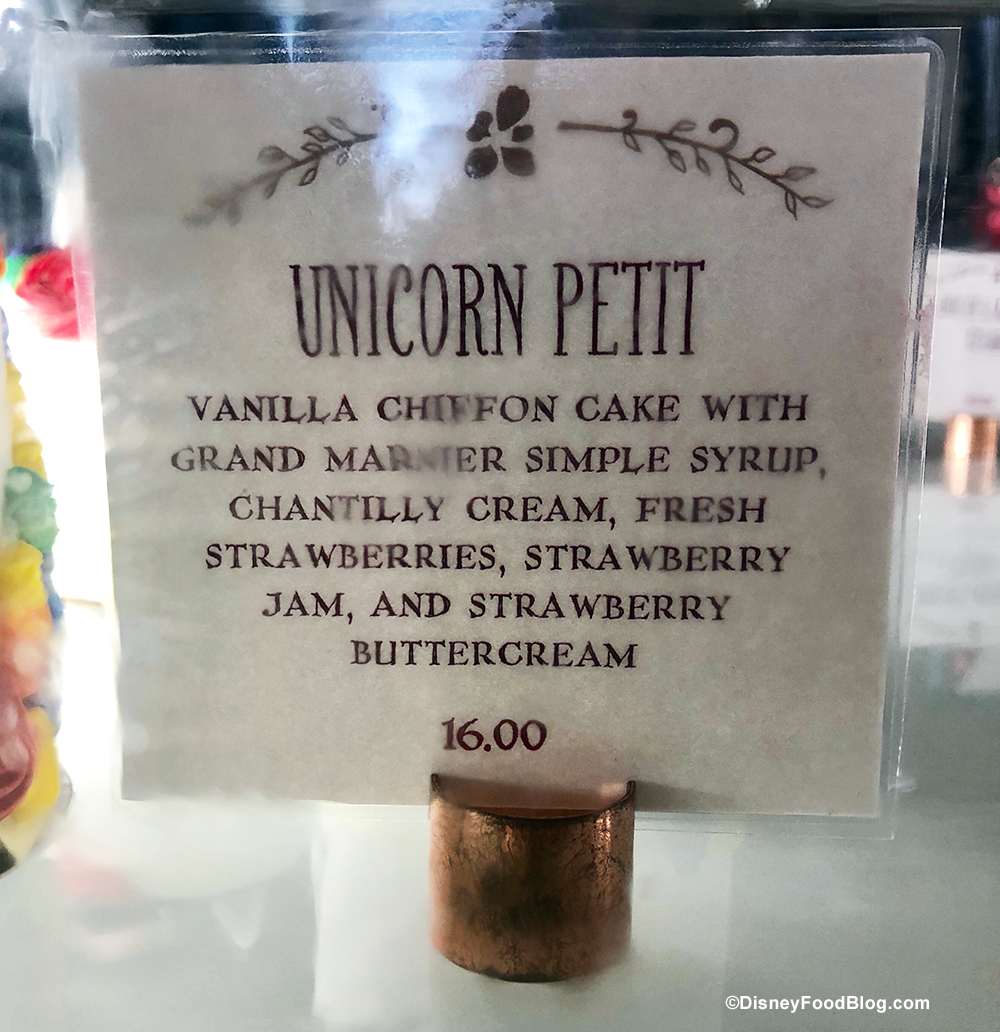 UNICORN PETIT
VANILLA CHIFFON CAKE WITH
GRAND MARNIER SIMPLE SYRUP,
CHANTILLY CREAM, FRESH
STRAWBERRIES, STRAWBERRY
JAM, AND STRAWBERRY
BUTTERCREAM
16.00
©DisneyFoodBlog.com